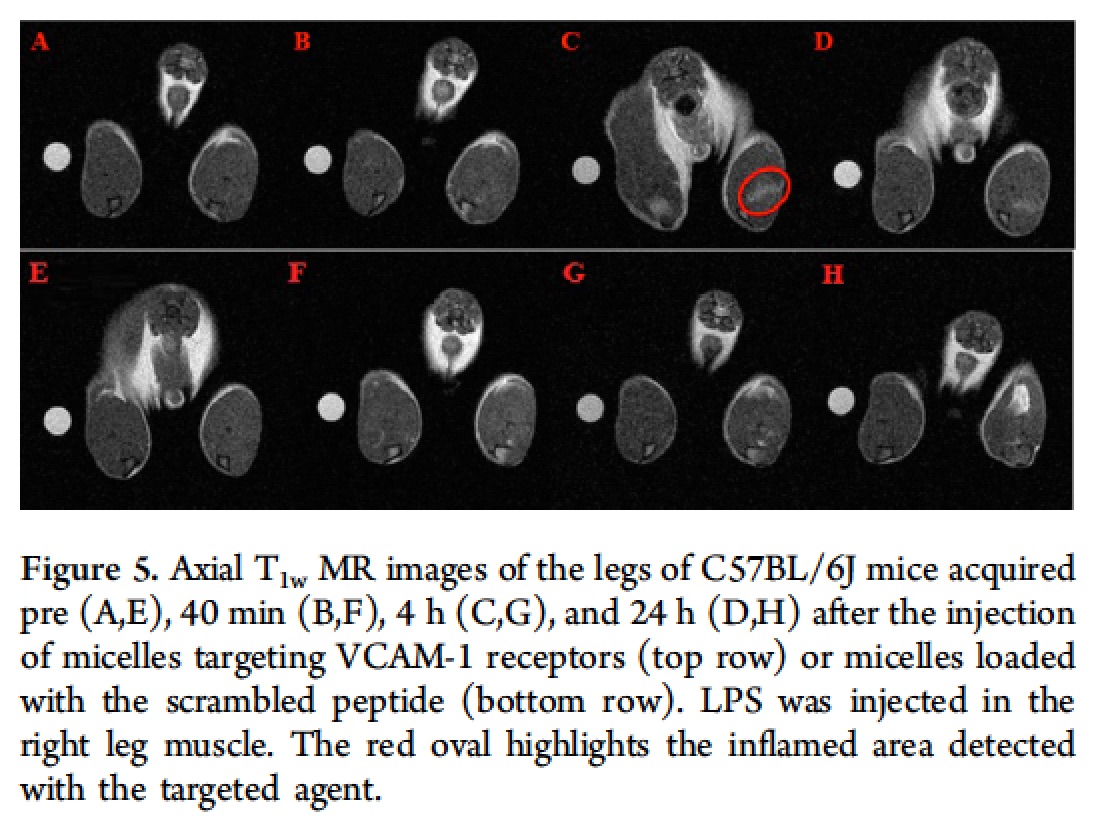 A B C D
E F G H
Figure 5. Axial T1w MR images of the legs of C57BL/6J mice acquired
pre (A,E), 40 min (B,F), 4 h (C,G), and 24 h (D,H) after the injection
of micelles targeting VCAM-1 receptors (top row) or micelles loaded
with the scrambled peptide (bottom row). LPS was injected in the
right leg muscle. The red oval highlights the inflamed area detected
with the targeted agent.